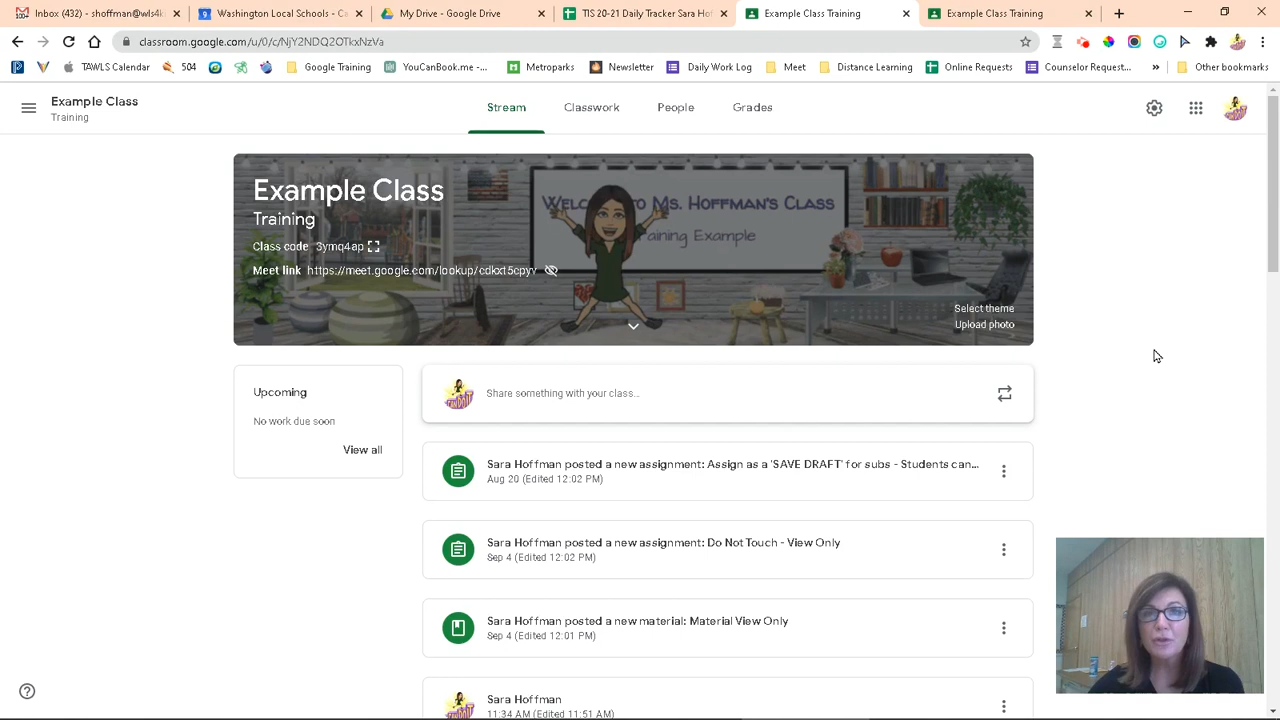 Inbox (432) - shoffman@wls4k
Washington Local Schools - Ca
My Drive - Google Drive
TIS 20-21 Daily Tracker Sara Hof
Example Class Training
Example Class Training
classroom.google.com/u/0/c/NjY2NDQ2OTkxNzVa
TAWLS Calendar
504
Google Training
YouCanBook.me -...
Metroparks
Newsletter
Daily Work Log
Meet
Distance Learning
Online Requests
Counselor Request...
»
Other bookmarks
Example Class
Training
Stream
Classwork
People
Grades
WELCOME TO MS. HOFFMAN'S CLASS
Training Example
Example Class
Training
Class code 3ymq4ap
Meet link https://meet.google.com/lookup/cdkxt5cpyv
Select theme
Upload photo
Upcoming
No work due soon
View all
Share something with your class...
Sara Hoffman posted a new assignment: Assign as a 'SAVE DRAFT' for subs - Students can...
Aug 20 (Edited 12:02 PM)
Sara Hoffman posted a new assignment: Do Not Touch - View Only
Sep 4 (Edited 12:02 PM)
Sara Hoffman posted a new material: Material View Only
Sep 4 (Edited 12:01 PM)
Sara Hoffman
11:34 AM (Edited 11:51 AM)